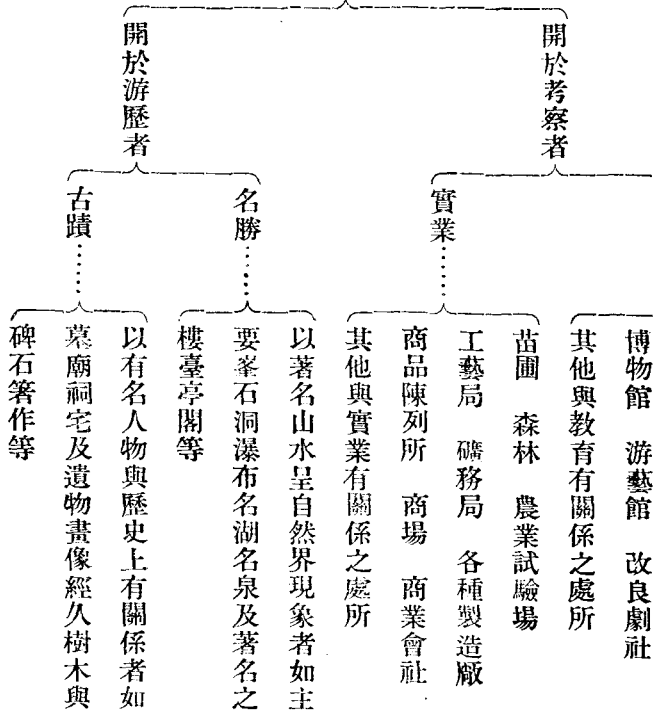 開於考察者
博物館 游藝館 改良劇社
其他與教育有關係之處所
實業……
苗圃 森林 農業試驗場
工藝局 礦務局 各種製造廠
商品陳列所 商場 商業會社
其他與實業有關係之處所
開於游歷者
名勝……
以著名山水呈自然界現象者如主
要峯石洞瀑布名湖名泉及著名之
樓臺亭閣等
古蹟……
以有名人物與歷史上有關係者如
墓廟祠宅及遺物畫像經久樹木與
碑石箸作等